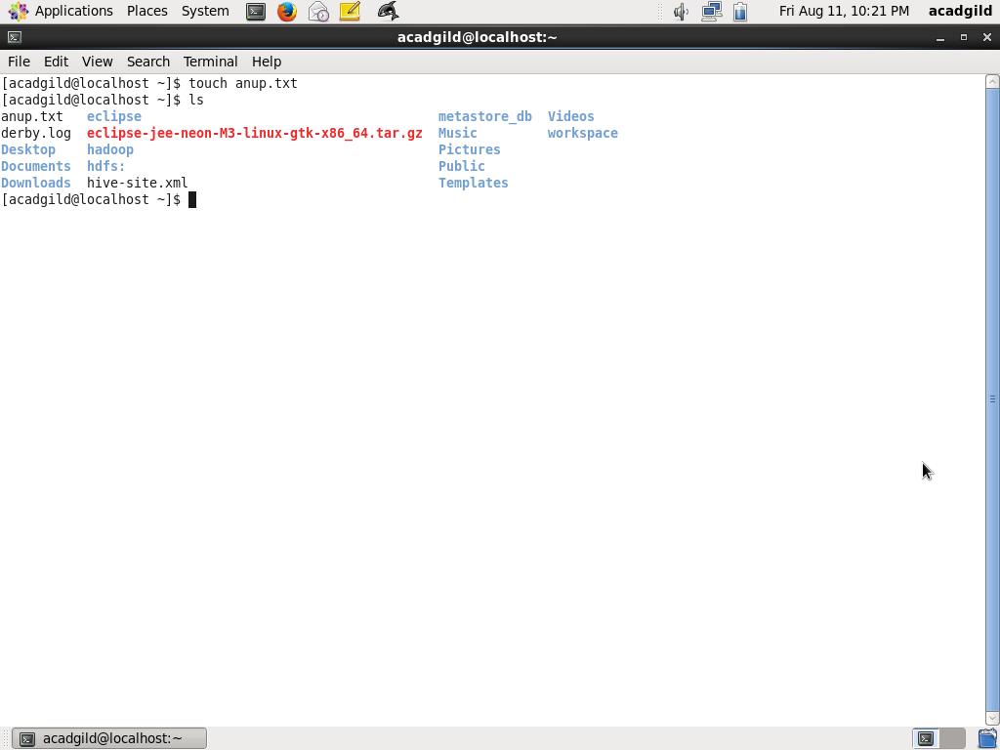 Applications Places System Fri Aug 11, 10:21 PM acadgild
acadgild@localhost:~
File Edit View Search Terminal Help
[acadgild@localhost ~]$ touch anup.txt
[acadgild@localhost ~]$ ls
anup.txt eclipse metastore_db Videos
derby.log eclipse-jee-neon-M3-linux-gtk-x86_64.tar.gz Music workspace
Desktop hadoop Pictures
Documents hdfs: Public
Downloads hive-site.xml Templates
[acadgild@localhost ~]$
acadgild@localhost:~